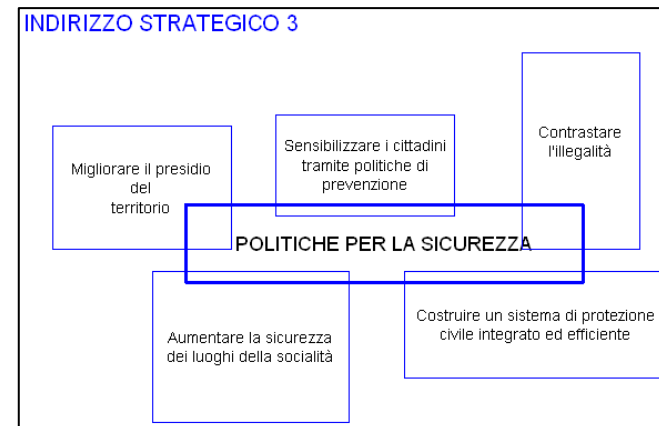 INDIRIZZO STRATEGICO 3
Migliorare il presidio
del
territorio
Sensibilizzare i cittadini
tramite politiche di
prevenzione
Contrastare
l'illegalità
POLITICHE PER LA SICUREZZA
Aumentare la sicurezza
dei luoghi della socialità
Costruire un sistema di protezione
civile integrato ed efficiente